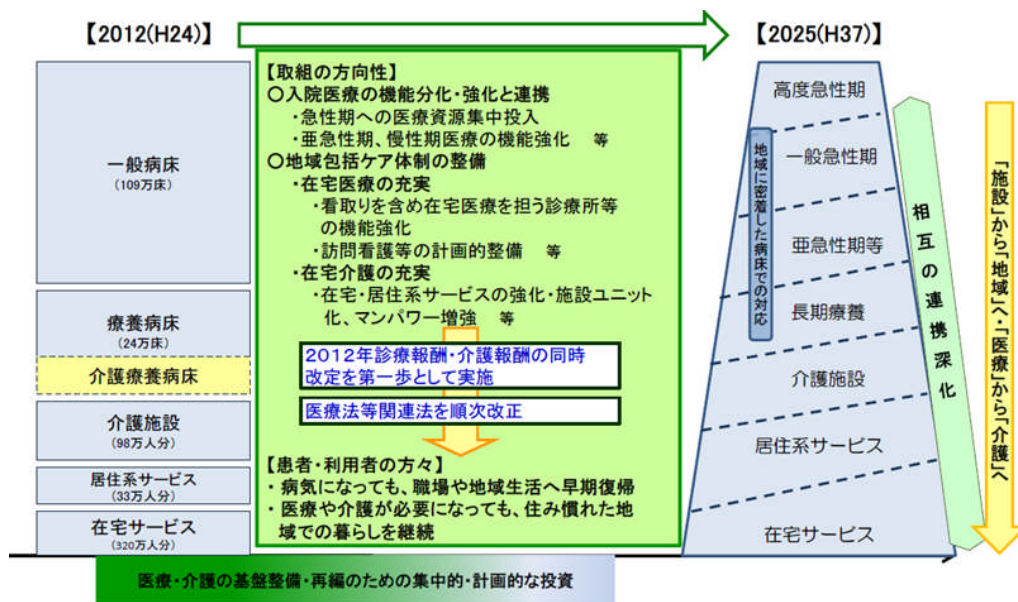 【2012(H24)】
【2025(H37)】
一般病床
(109万床)
療養病床
(24万床)
介護療養病床
介護施設
(98万人分)
居住系サービス
(33万人分)
在宅サービス
(320万人分)
【取組の方向性】
○入院医療の機能分化・強化と連携
・急性期への医療資源集中投入
・亜急性期、慢性期医療の機能強化　等
○地域包括ケア体制の整備
・在宅医療の充実
・看取りを含め在宅医療を担う診療所等
の機能強化
・訪問看護等の計画的整備　等
・在宅介護の充実
・在宅・居住系サービスの強化・施設ユニット
化、マンパワー増強　等
2012年診療報酬・介護報酬の同時
改定を第一歩として実施
医療法等関連法を順次改正
【患者・利用者の方々】
・病気になっても、職場や地域生活へ早期復帰
・医療や介護が必要になっても、住み慣れた地
域での暮らしを継続
高度急性期
一般急性期
亜急性期等
長期療養
介護施設
居住系サービス
在宅サービス
地域に密着した病床での対応
相互の連携深化
「施設」から「地域」へ・「医療」から「介護」へ
医療・介護の基盤整備・再編のための集中的・計画的な投資